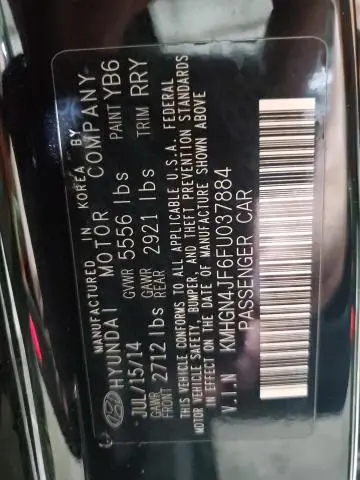 MANUFACTURED IN KOREA BY
HYUNDAI MOTOR COMPANY
JUL/15/14 GVWR 5556 lbs PAINT YB6
GAWR FRONT 2712 lbs GAWR REAR 2921 lbs TRIM RRY
THIS VEHICLE CONFORMS TO ALL APPLICABLE U.S.A. FEDERAL
MOTOR VEHICLE SAFETY, BUMPER, AND THEFT PREVENTION STANDARDS
IN EFFECT ON THE DATE OF MANUFACTURE SHOWN ABOVE
V.I.N KMHGN4JF6FU037884
PASSENGER CAR